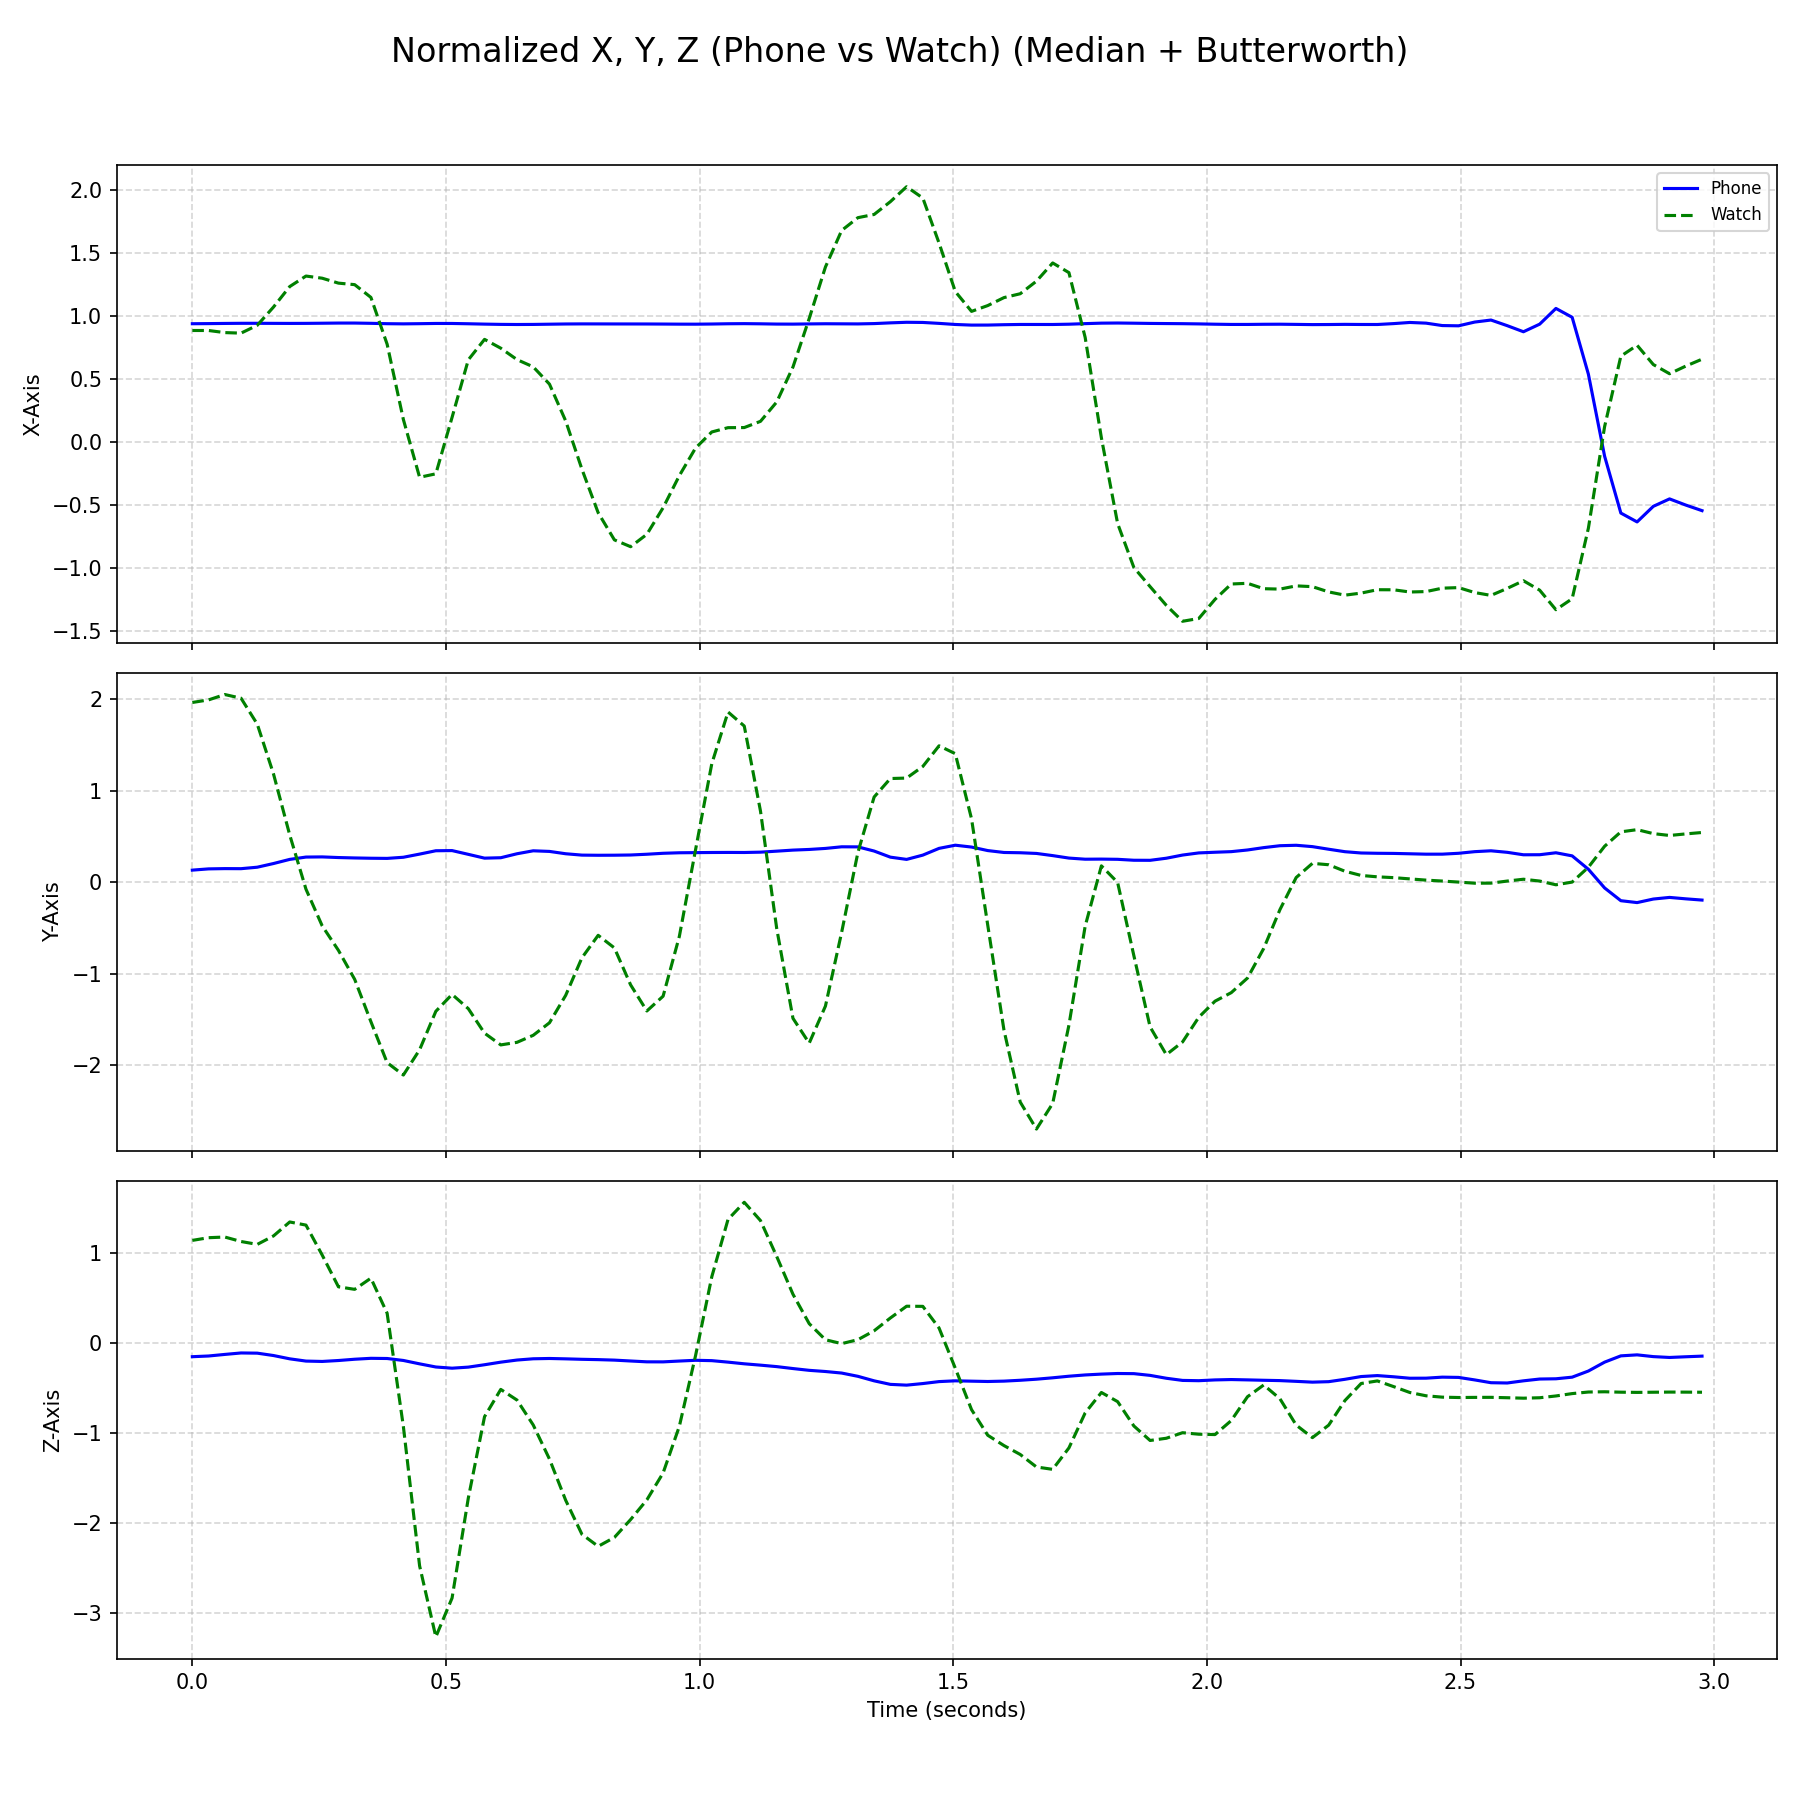 Normalized X, Y, Z (Phone vs Watch) (Median + Butterworth)
Phone
Watch
X-Axis
2.0
1.5
1.0
0.5
0.0
−0.5
−1.0
−1.5
Y-Axis
2
1
0
−1
−2
Z-Axis
1
0
−1
−2
−3
0.0 0.5 1.0 1.5 2.0 2.5 3.0
Time (seconds)